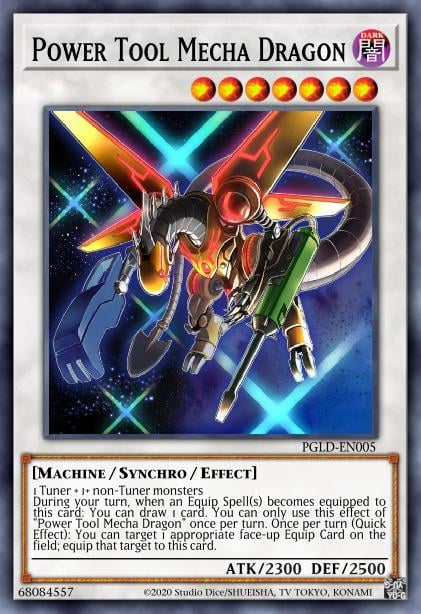 POWER TOOL MECHA DRAGON
DARK
闇
PGLD-EN005
[MACHINE / SYNCHRO / EFFECT]
1 Tuner + 1+ non-Tuner monsters
During your turn, when an Equip Spell(s) becomes equipped to
this card: You can draw 1 card. You can only use this effect of
"Power Tool Mecha Dragon" once per turn. Once per turn (Quick
Effect): You can target 1 appropriate face-up Equip Card on the
field; equip that target to this card.
ATK/2300 DEF/2500
68084557
©2020 Studio Dice/SHUEISHA, TV TOKYO, KONAMI